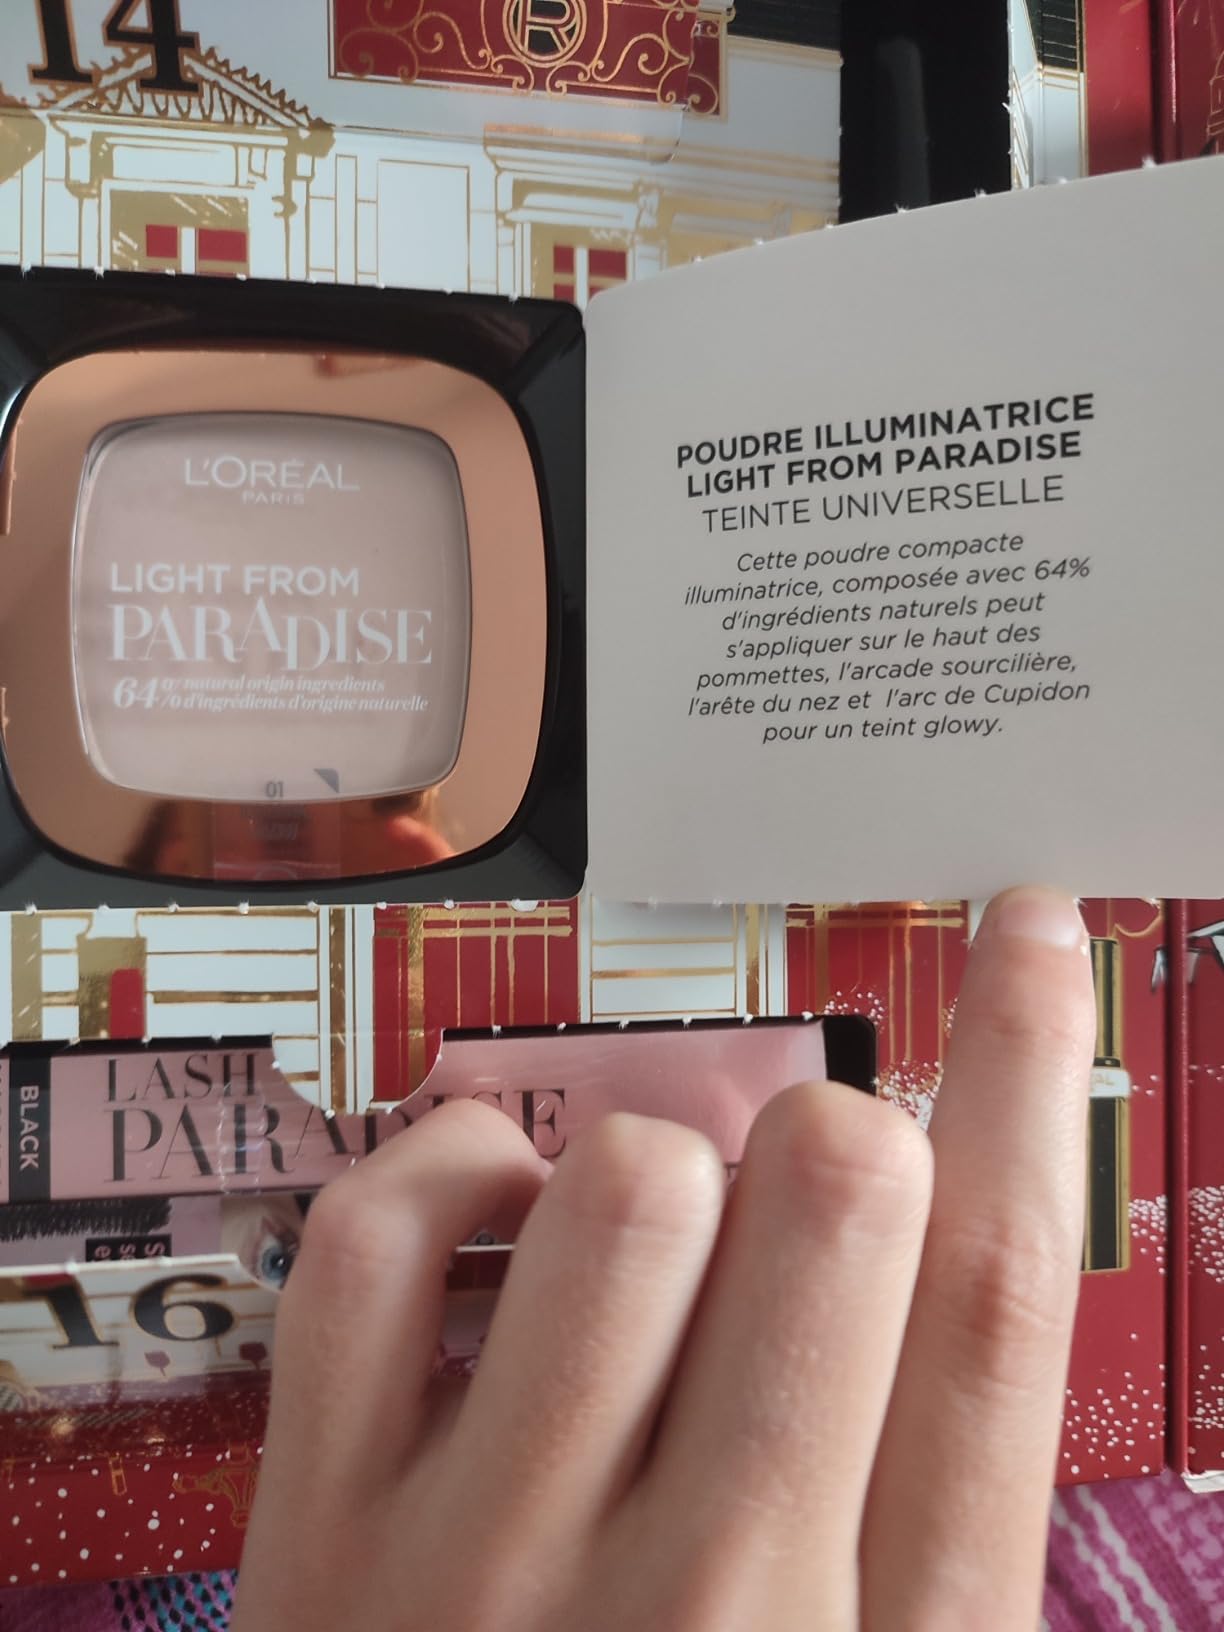 14
R
L'ORÉAL
PARIS
LIGHT FROM
PARADISE
64% natural origin ingredients
d'ingrédients d'origine naturelle
01
POUDRE ILLUMINATRICE
LIGHT FROM PARADISE
TEINTE UNIVERSELLE
Cette poudre compacte
illuminatrice, composée avec 64%
d'ingrédients naturels peut
s'appliquer sur le haut des
pommettes, l'arcade sourcilière,
l'arête du nez et l'arc de Cupidon
pour un teint glowy.
BLACK
LASH
PARADISE
16